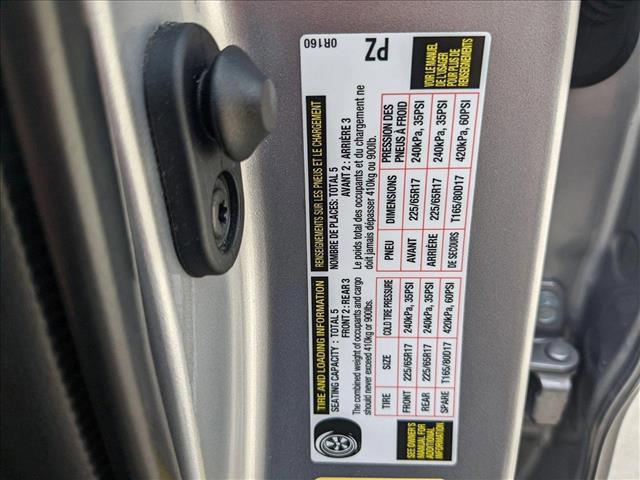 TIRE AND LOADING INFORMATION
SEATING CAPACITY : TOTAL 5
FRONT 2 : REAR 3
The combined weight of occupants and cargo
should never exceed 410kg or 900lbs.
TIRE SIZE COLD TIRE PRESSURE
FRONT 225/65R17 240kPa, 35PSI
REAR 225/65R17 240kPa, 35PSI
SPARE T165/80D17 420kPa, 60PSI
SEE OWNER'S
MANUAL FOR
ADDITIONAL
INFORMATION
RENSEIGNEMENTS SUR LES PNEUS ET LE CHARGEMENT
NOMBRE DE PLACES: TOTAL 5
AVANT 2 : ARRIÈRE 3
Le poids total des occupants et du chargement ne
doit jamais dépasser 410kg ou 900lb.
PNEU DIMENSIONS PRESSION DES
PNEUS À FROID
AVANT 225/65R17 240kPa, 35PSI
ARRIÈRE 225/65R17 240kPa, 35PSI
DE SECOURS T165/80D17 420kPa, 60PSI
VOIR LE MANUEL
DE L'USAGER
POUR PLUS DE
RENSEIGNEMENTS
0R160
PZ